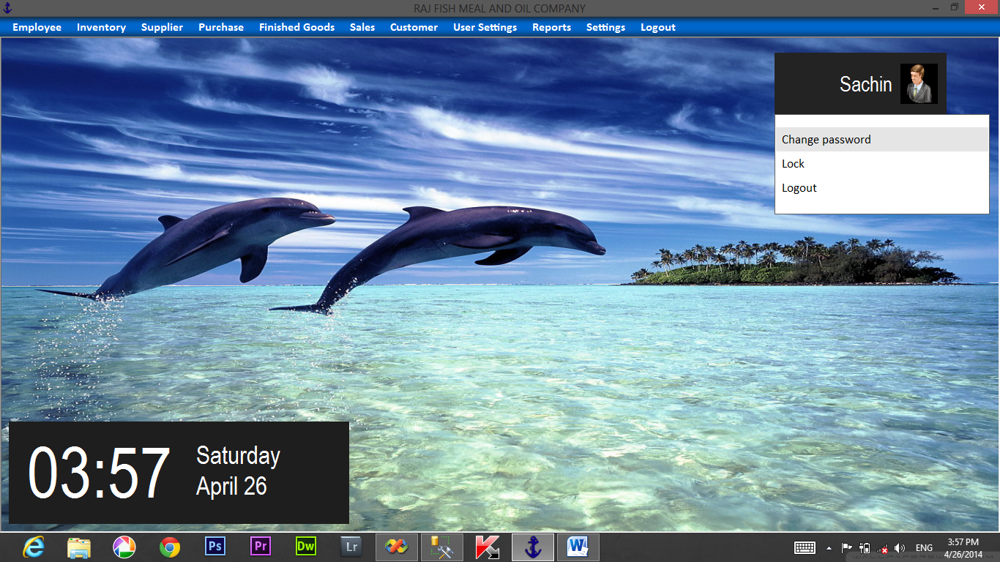 RAJ FISH MEAL AND OIL COMPANY
Employee Inventory Supplier Purchase Finished Goods Sales Customer User Settings Reports Settings Logout
Sachin
Change password
Lock
Logout
03:57
Saturday
April 26
Ps Pr Dw Lr
ENG
3:57 PM
4/26/2014